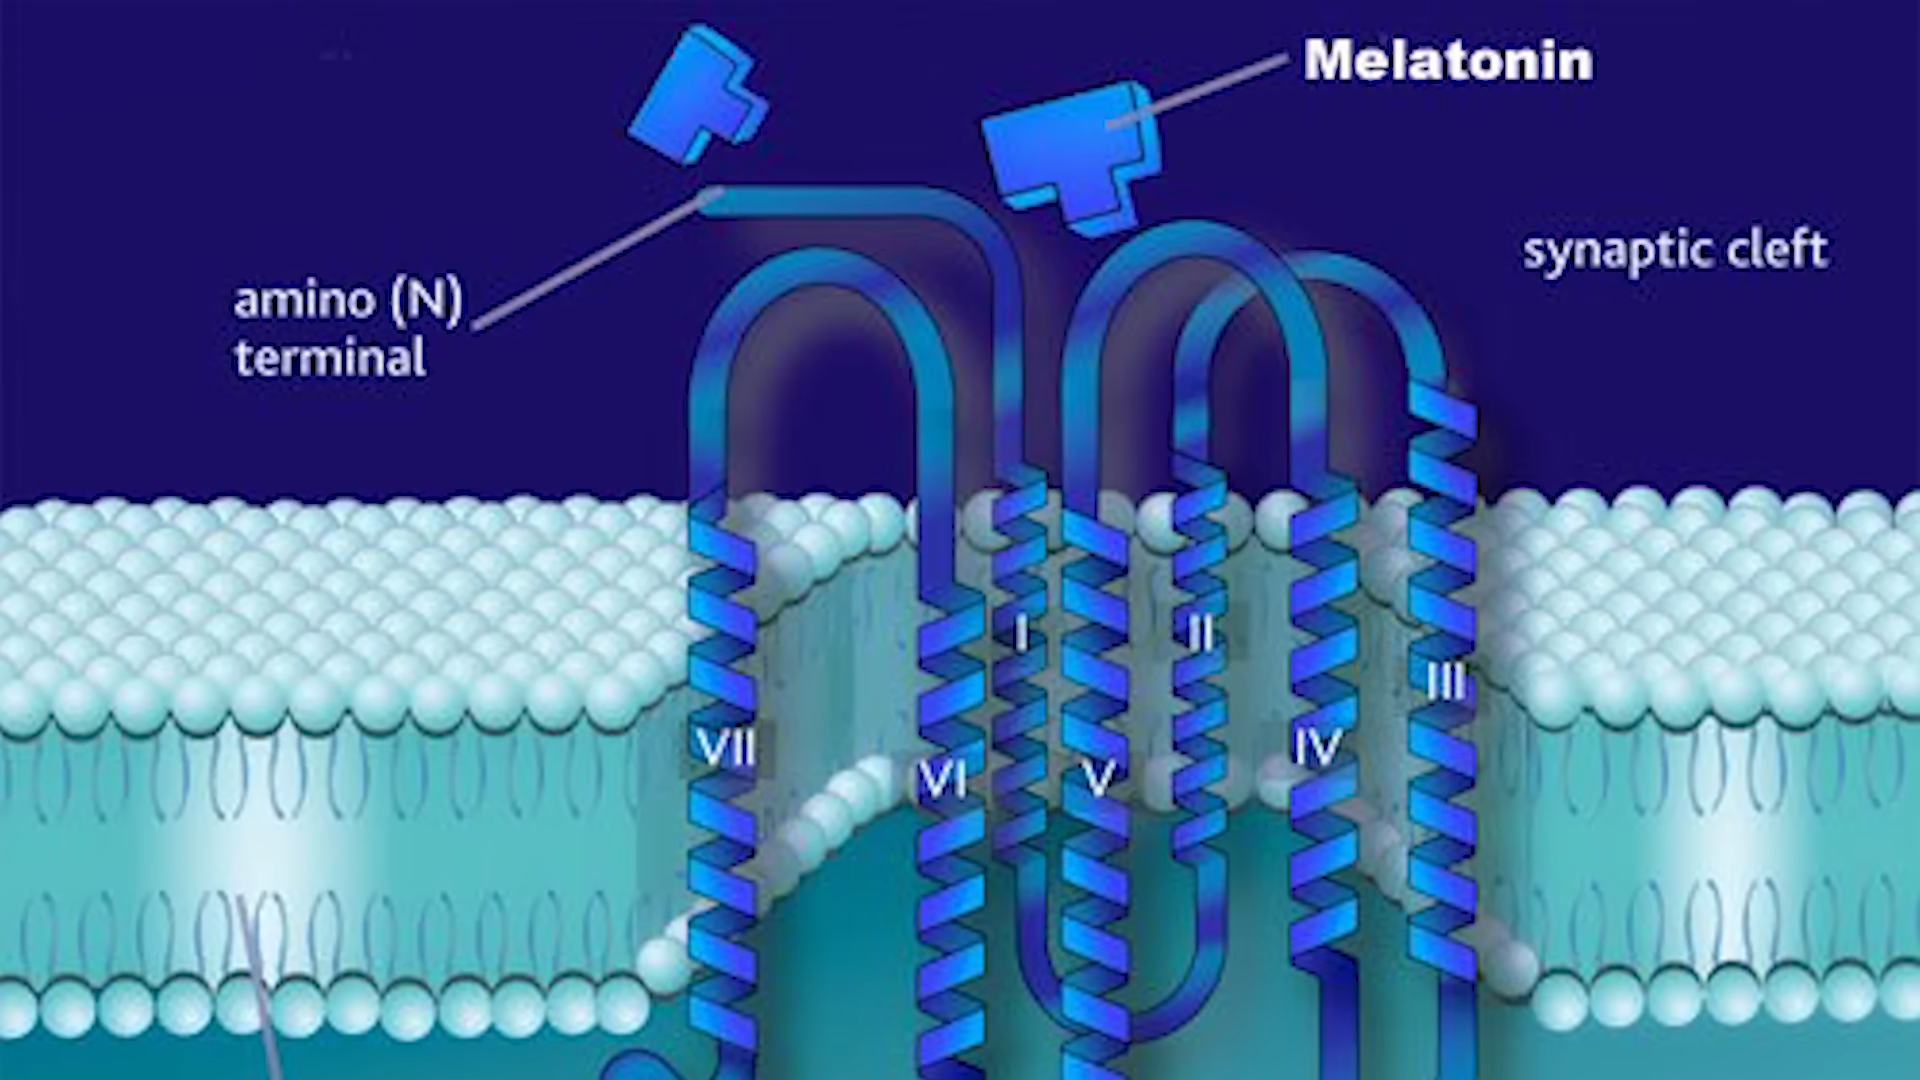 Melatonin
synaptic cleft
amino (N)
terminal
I
II
III
VII
IV
VI
V